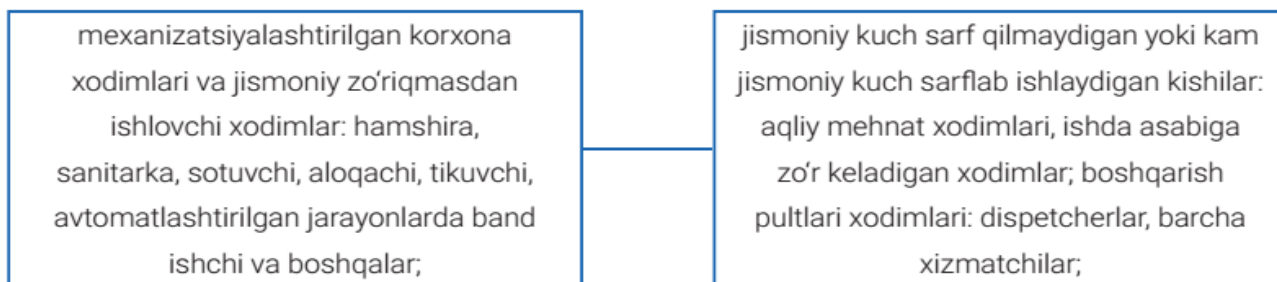 mexanizatsiyalashtirilgan korxona
xodimlari va jismoniy zo‘riqmasdan
ishlovchi xodimlar: hamshira,
sanitarka, sotuvchi, aloqachi, tikuvchi,
avtomatlashtirilgan jarayonlarda band
ishchi va boshqalar;
jismoniy kuch sarf qilmaydigan yoki kam
jismoniy kuch sarflab ishlaydigan kishilar:
aqliy mehnat xodimlari, ishda asabiga
zo‘r keladigan xodimlar; boshqarish
pultlari xodimlari: dispetcherlar, barcha
xizmatchilar;